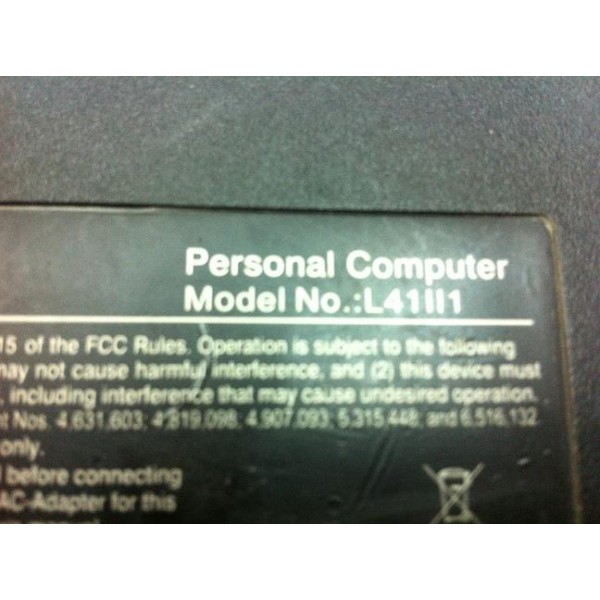 Personal Computer
Model No.:L41II1
15 of the FCC Rules. Operation is subject to the following
may not cause harmful interference, and (2) this device must
, including interference that may cause undesired operation.
nt Nos. 4,631,603; 4,819,098; 4,907,093; 5,315,448; and 6,516,132.
only.
before connecting
AC-Adapter for this
manual